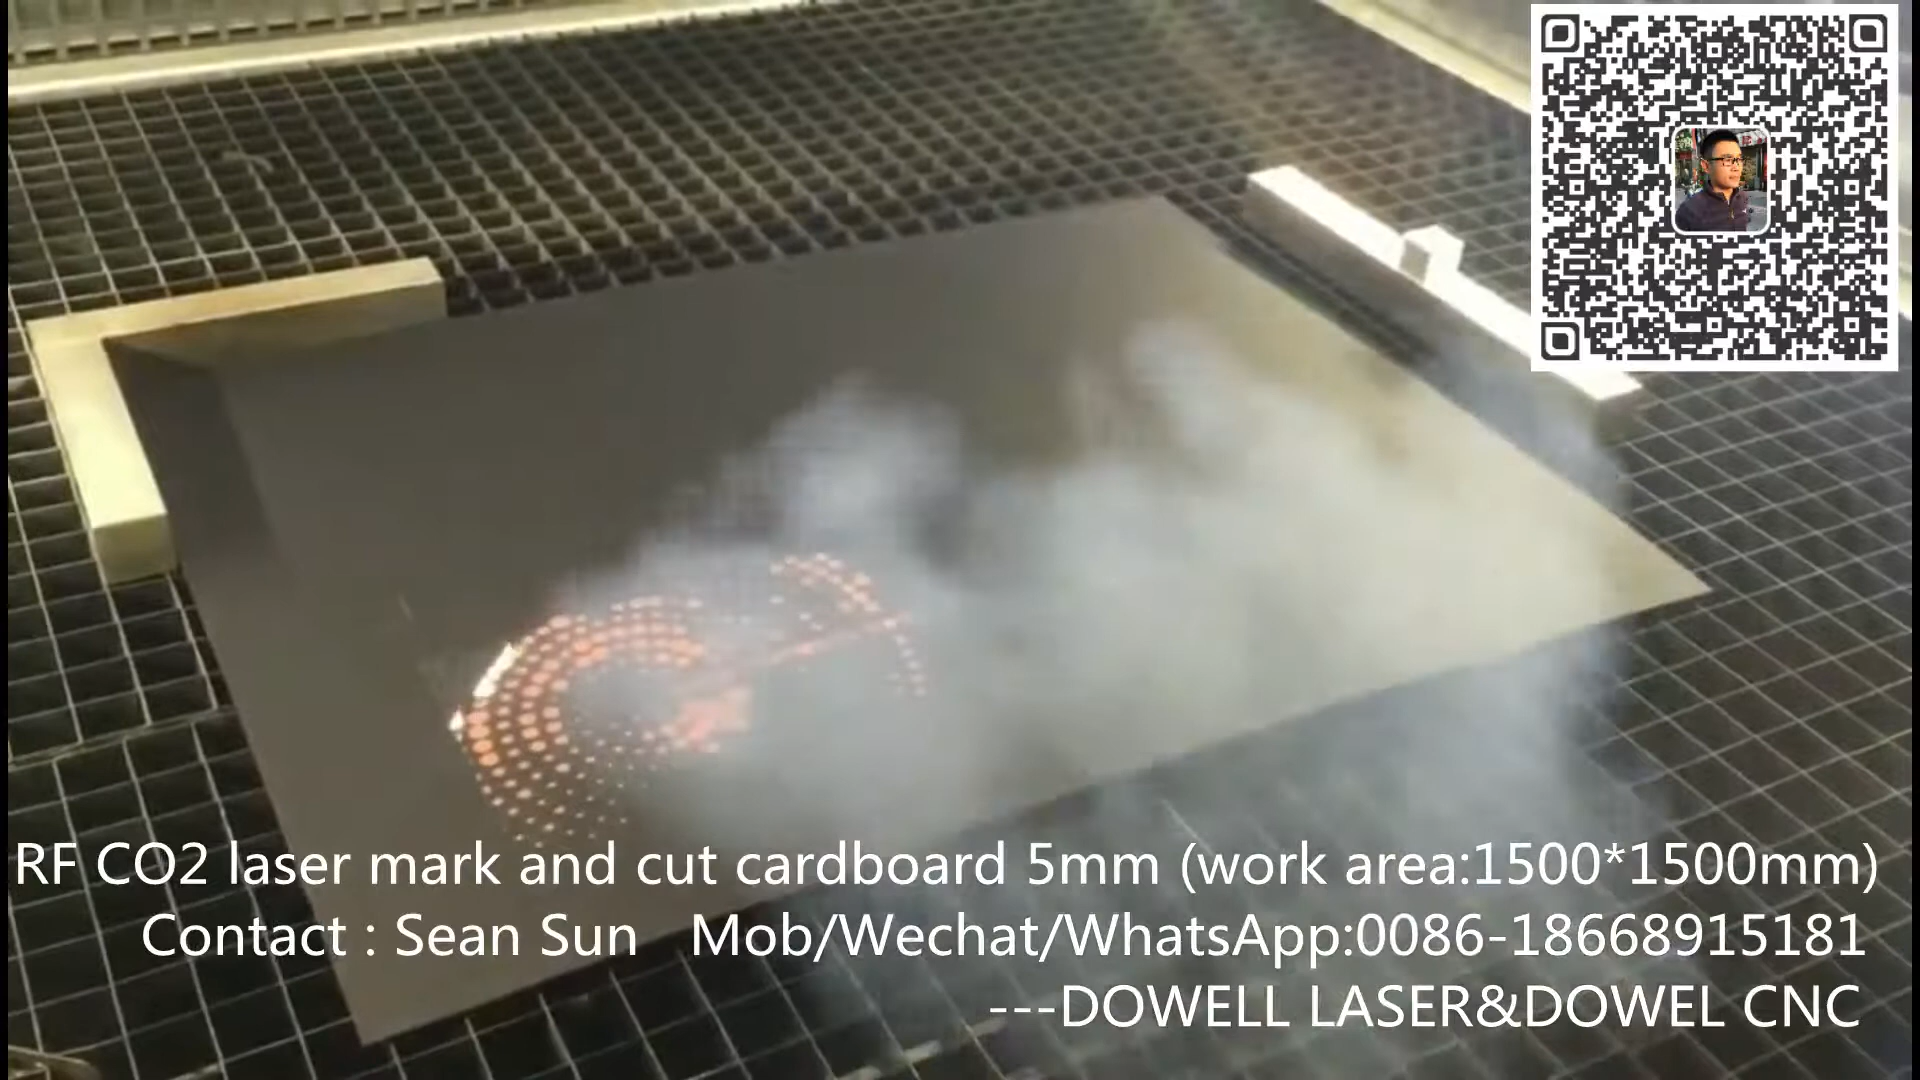 RF CO2 laser mark and cut cardboard 5mm (work area:1500*1500mm)
Contact : Sean Sun Mob/Wechat/WhatsApp:0086-18668915181
---DOWELL LASER&DOWEL CNC